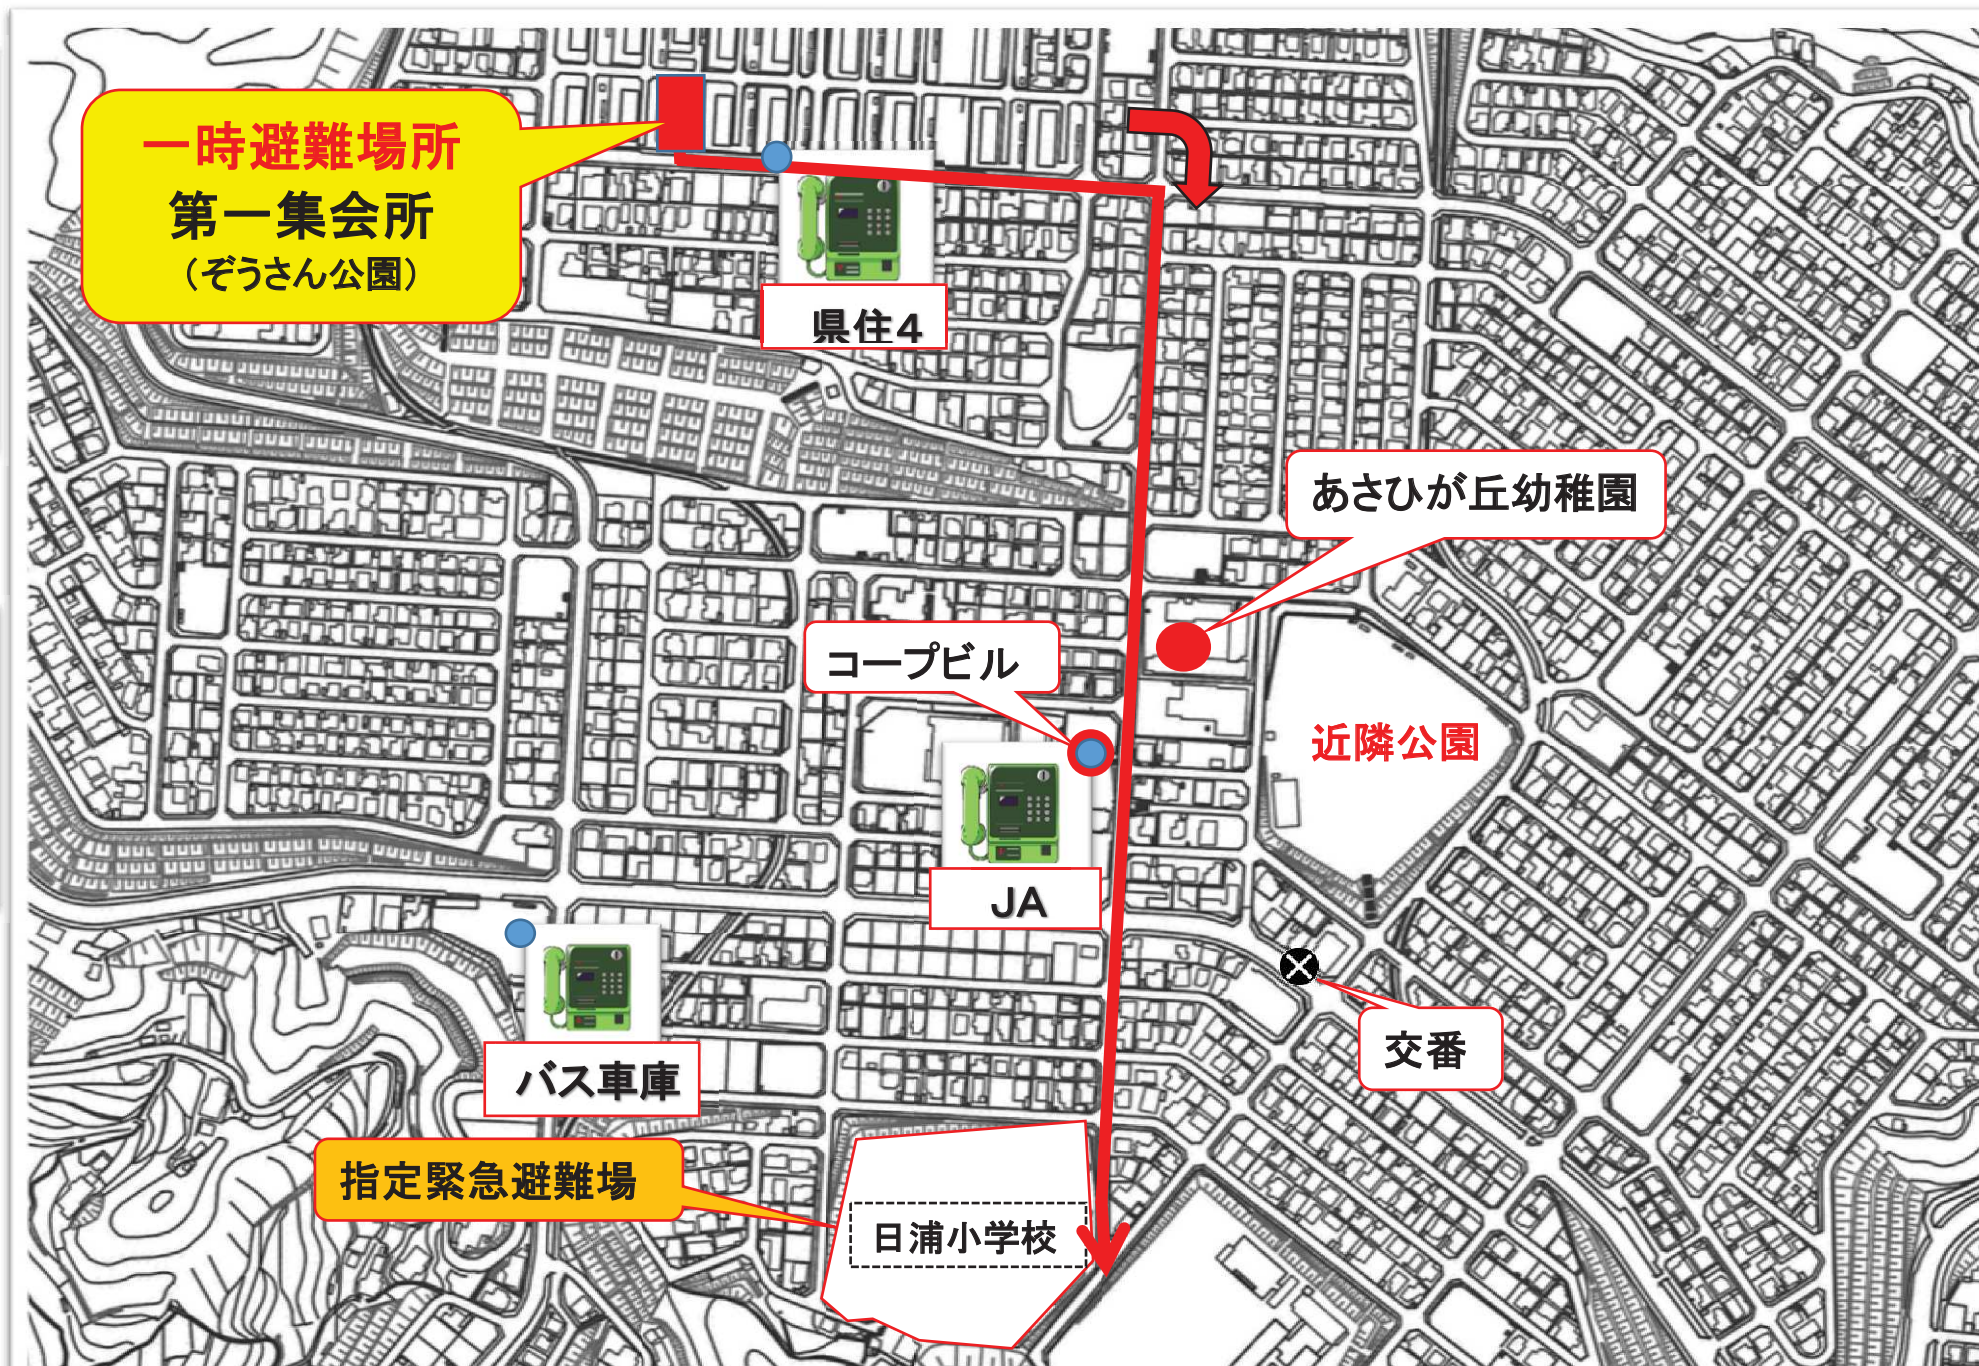 一時避難場所
第一集会所
（ぞうさん公園）
県住4
あさひが丘幼稚園
コープビル
近隣公園
JA
交番
バス車庫
指定緊急避難場
日浦小学校